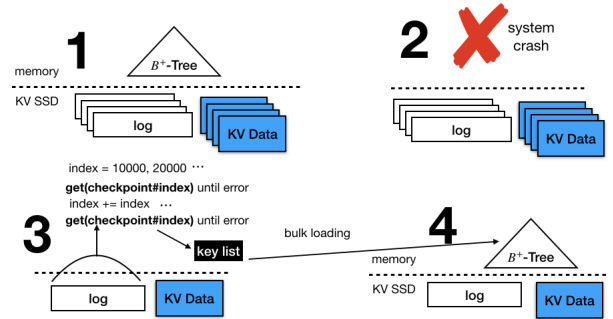 1
B⁺-Tree
memory
KV SSD
log
KV Data
2
system
crash
log
KV Data
index = 10000, 20000 ⋯
get(checkpoint#index) until error
index += index ⋯
get(checkpoint#index) until error
3
key list
log
KV Data
bulk loading
4
B⁺-Tree
memory
KV SSD
log
KV Data